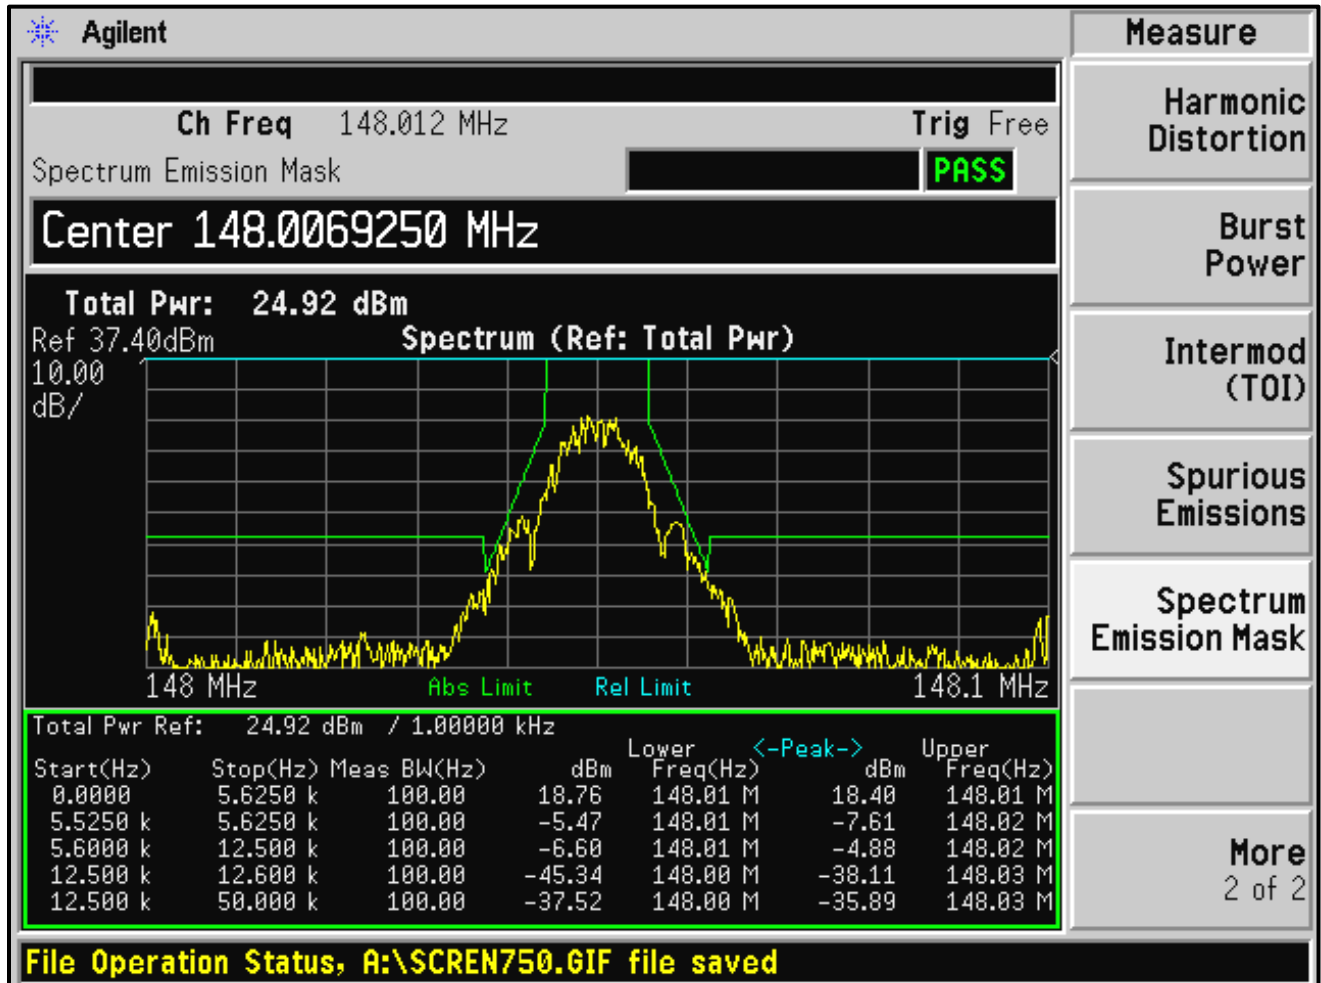 Agilent
Measure
Ch Freq 148.012 MHz Trig Free
Spectrum Emission Mask PASS
Center 148.0069250 MHz
Total Pwr: 24.92 dBm
Ref 37.40dBm Spectrum (Ref: Total Pwr)
10.00
dB/
148 MHz Abs Limit Rel Limit 148.1 MHz
Total Pwr Ref: 24.92 dBm / 1.00000 kHz
Lower <-Peak-> Upper
Start(Hz) Stop(Hz) Meas BW(Hz) dBm Freq(Hz) dBm Freq(Hz)
0.0000 5.6250 k 100.00 18.76 148.01 M 18.40 148.01 M
5.5250 k 5.6250 k 100.00 -5.47 148.01 M -7.61 148.02 M
5.6000 k 12.500 k 100.00 -6.60 148.01 M -4.88 148.02 M
12.500 k 12.600 k 100.00 -45.34 148.00 M -38.11 148.03 M
12.500 k 50.000 k 100.00 -37.52 148.00 M -35.89 148.03 M
Harmonic
Distortion
Burst
Power
Intermod
(TOI)
Spurious
Emissions
Spectrum
Emission Mask
More
2 of 2
File Operation Status, A:\SCREN750.GIF file saved